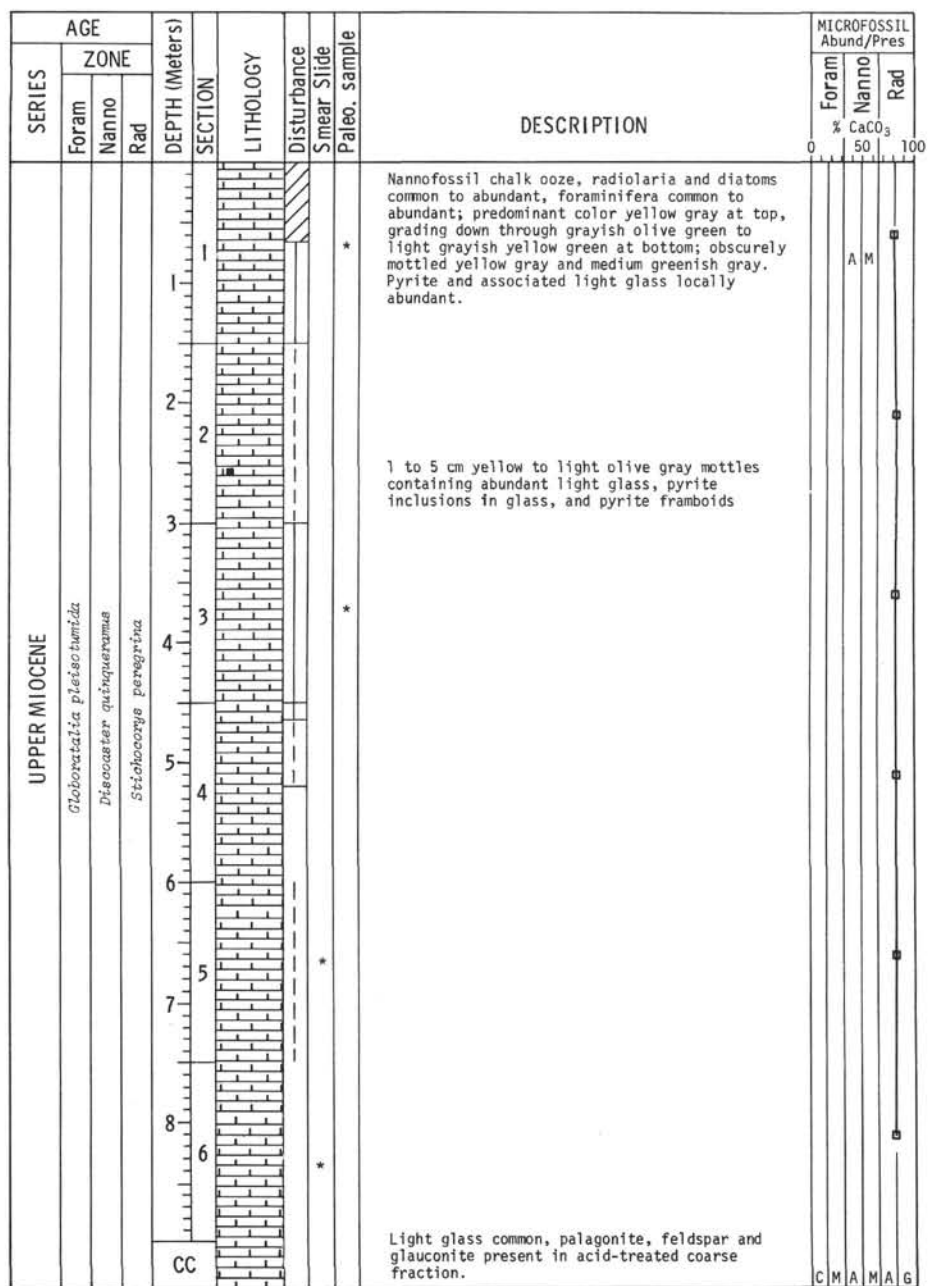 AGE
ZONE
SERIES
Foram
Nanno
Rad
DEPTH (Meters)
SECTION
LITHOLOGY
Disturbance
Smear Slide
Paleo. sample
DESCRIPTION
MICROFOSSIL
Abund/Pres
Foram
Nanno
Rad
% CaCO3
0 50 100
UPPER MIOCENE
Globoratalia pleisotumida
Discoaster quinqueramus
Stichocorys peregrina
Nannofossil chalk ooze, radiolaria and diatoms
common to abundant, foraminifera common to
abundant; predominant color yellow gray at top,
grading down through grayish olive green to
light grayish yellow green at bottom; obscurely
mottled yellow gray and medium greenish gray.
Pyrite and associated light glass locally
abundant.
1
*
A M
1
2
2
1 to 5 cm yellow to light olive gray mottles
containing abundant light glass, pyrite
inclusions in glass, and pyrite framboids
3
3
*
4
5
4
6
5
*
7
8
6
*
CC
Light glass common, palagonite, feldspar and
glauconite present in acid-treated coarse
fraction.
C M A M A G